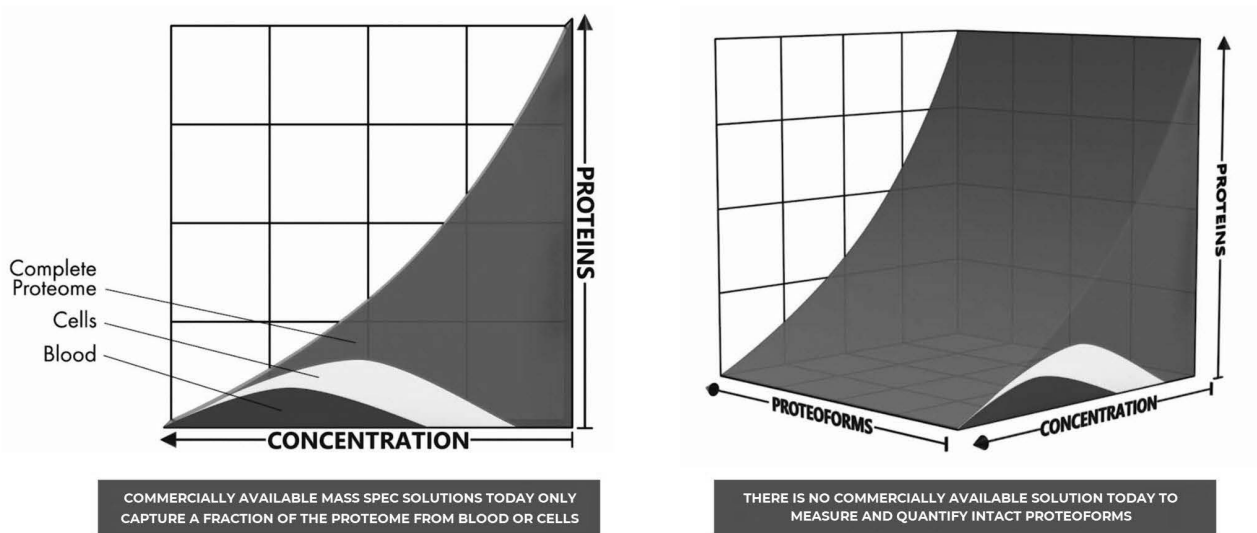 Complete
Proteome
Cells
Blood
PROTEINS
CONCENTRATION
COMMERCIALLY AVAILABLE MASS SPEC SOLUTIONS TODAY ONLY
CAPTURE A FRACTION OF THE PROTEOME FROM BLOOD OR CELLS
PROTEINS
PROTEOFORMS
CONCENTRATION
THERE IS NO COMMERCIALLY AVAILABLE SOLUTION TODAY TO
MEASURE AND QUANTIFY INTACT PROTEOFORMS